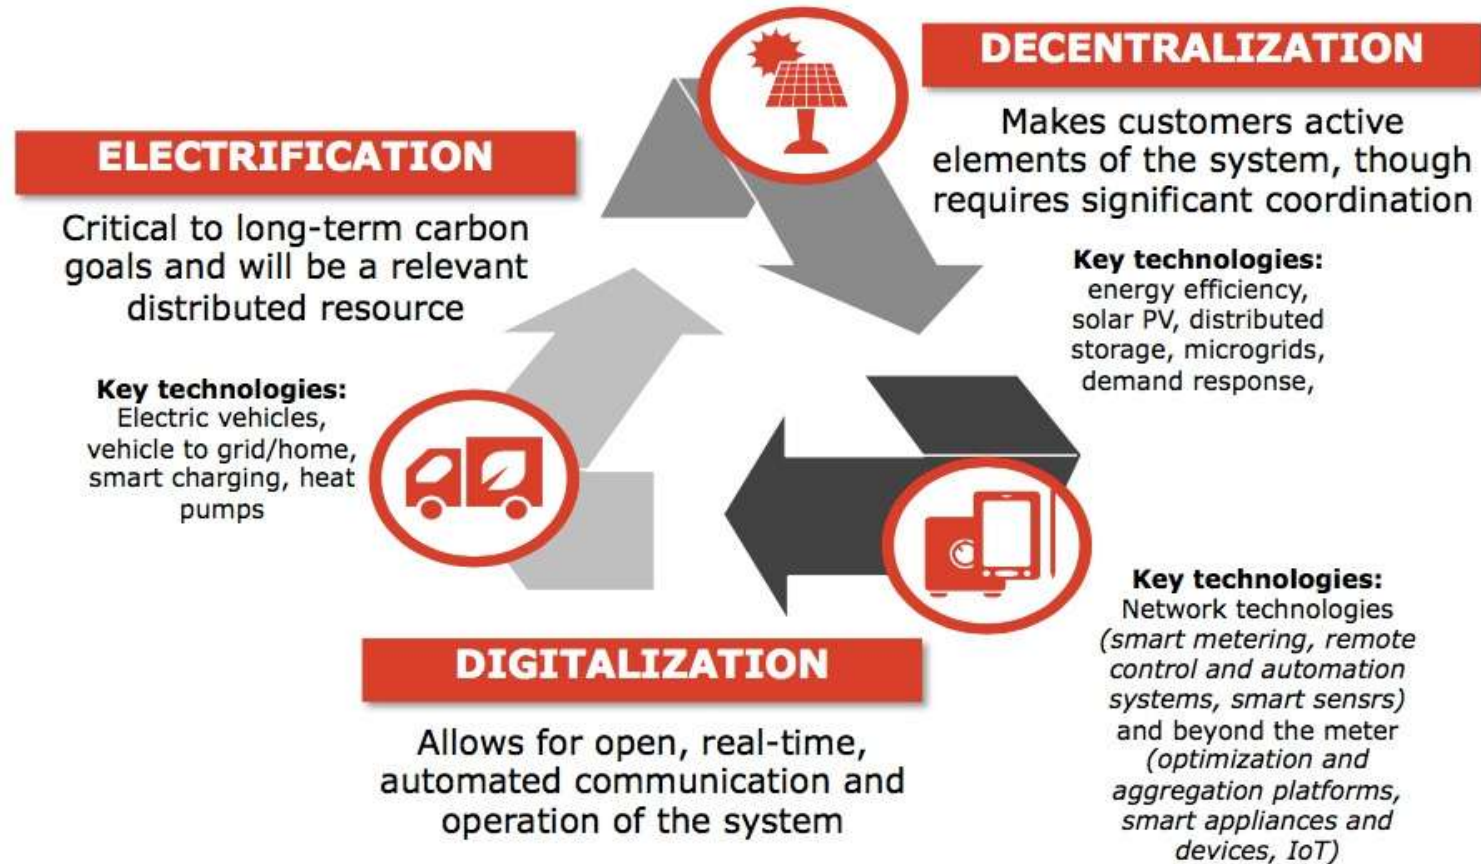 ELECTRIFICATION
Critical to long-term carbon
goals and will be a relevant
distributed resource
Key technologies:
Electric vehicles,
vehicle to grid/home,
smart charging, heat
pumps
DECENTRALIZATION
Makes customers active
elements of the system, though
requires significant coordination
Key technologies:
energy efficiency,
solar PV, distributed
storage, microgrids,
demand response,
DIGITALIZATION
Allows for open, real-time,
automated communication and
operation of the system
Key technologies:
Network technologies
(smart metering, remote
control and automation
systems, smart sensrs)
and beyond the meter
(optimization and
aggregation platforms,
smart appliances and
devices, IoT)